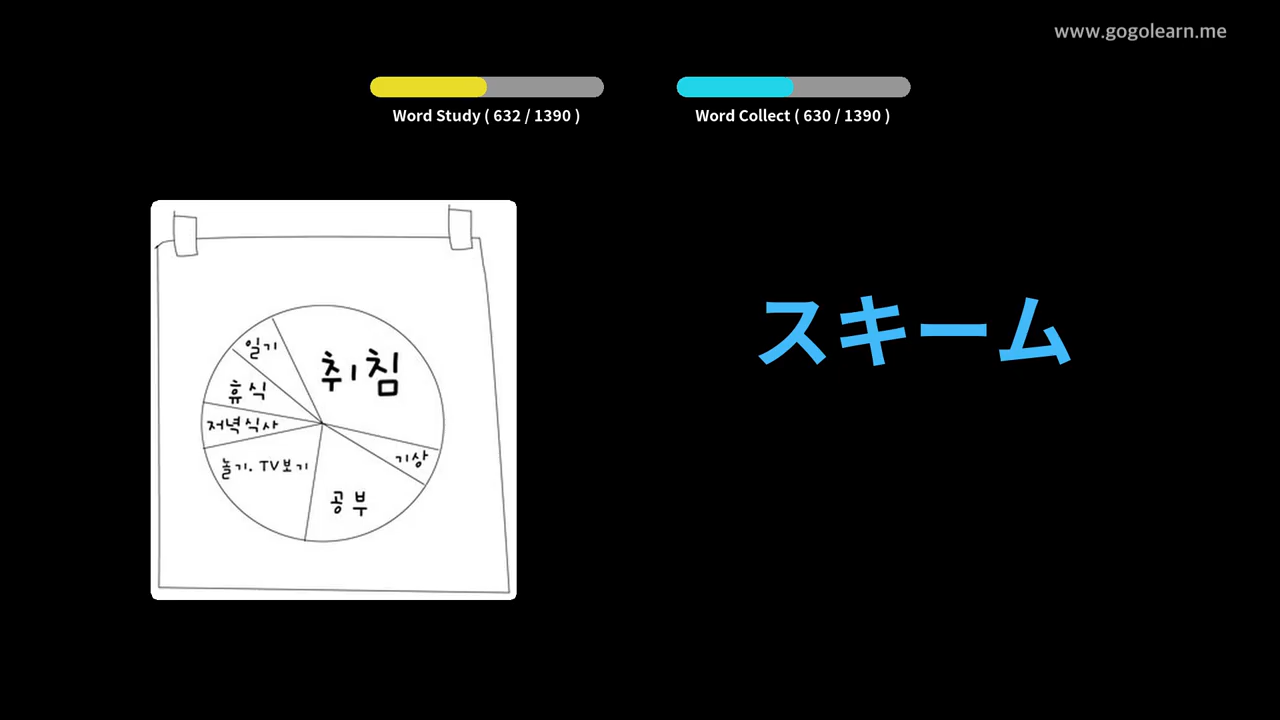 www.gogolearn.me
Word Study ( 632 / 1390 )
Word Collect ( 630 / 1390 )
일기
취침
휴식
저녁식사
놀기. TV보기
기상
공부
スキーム